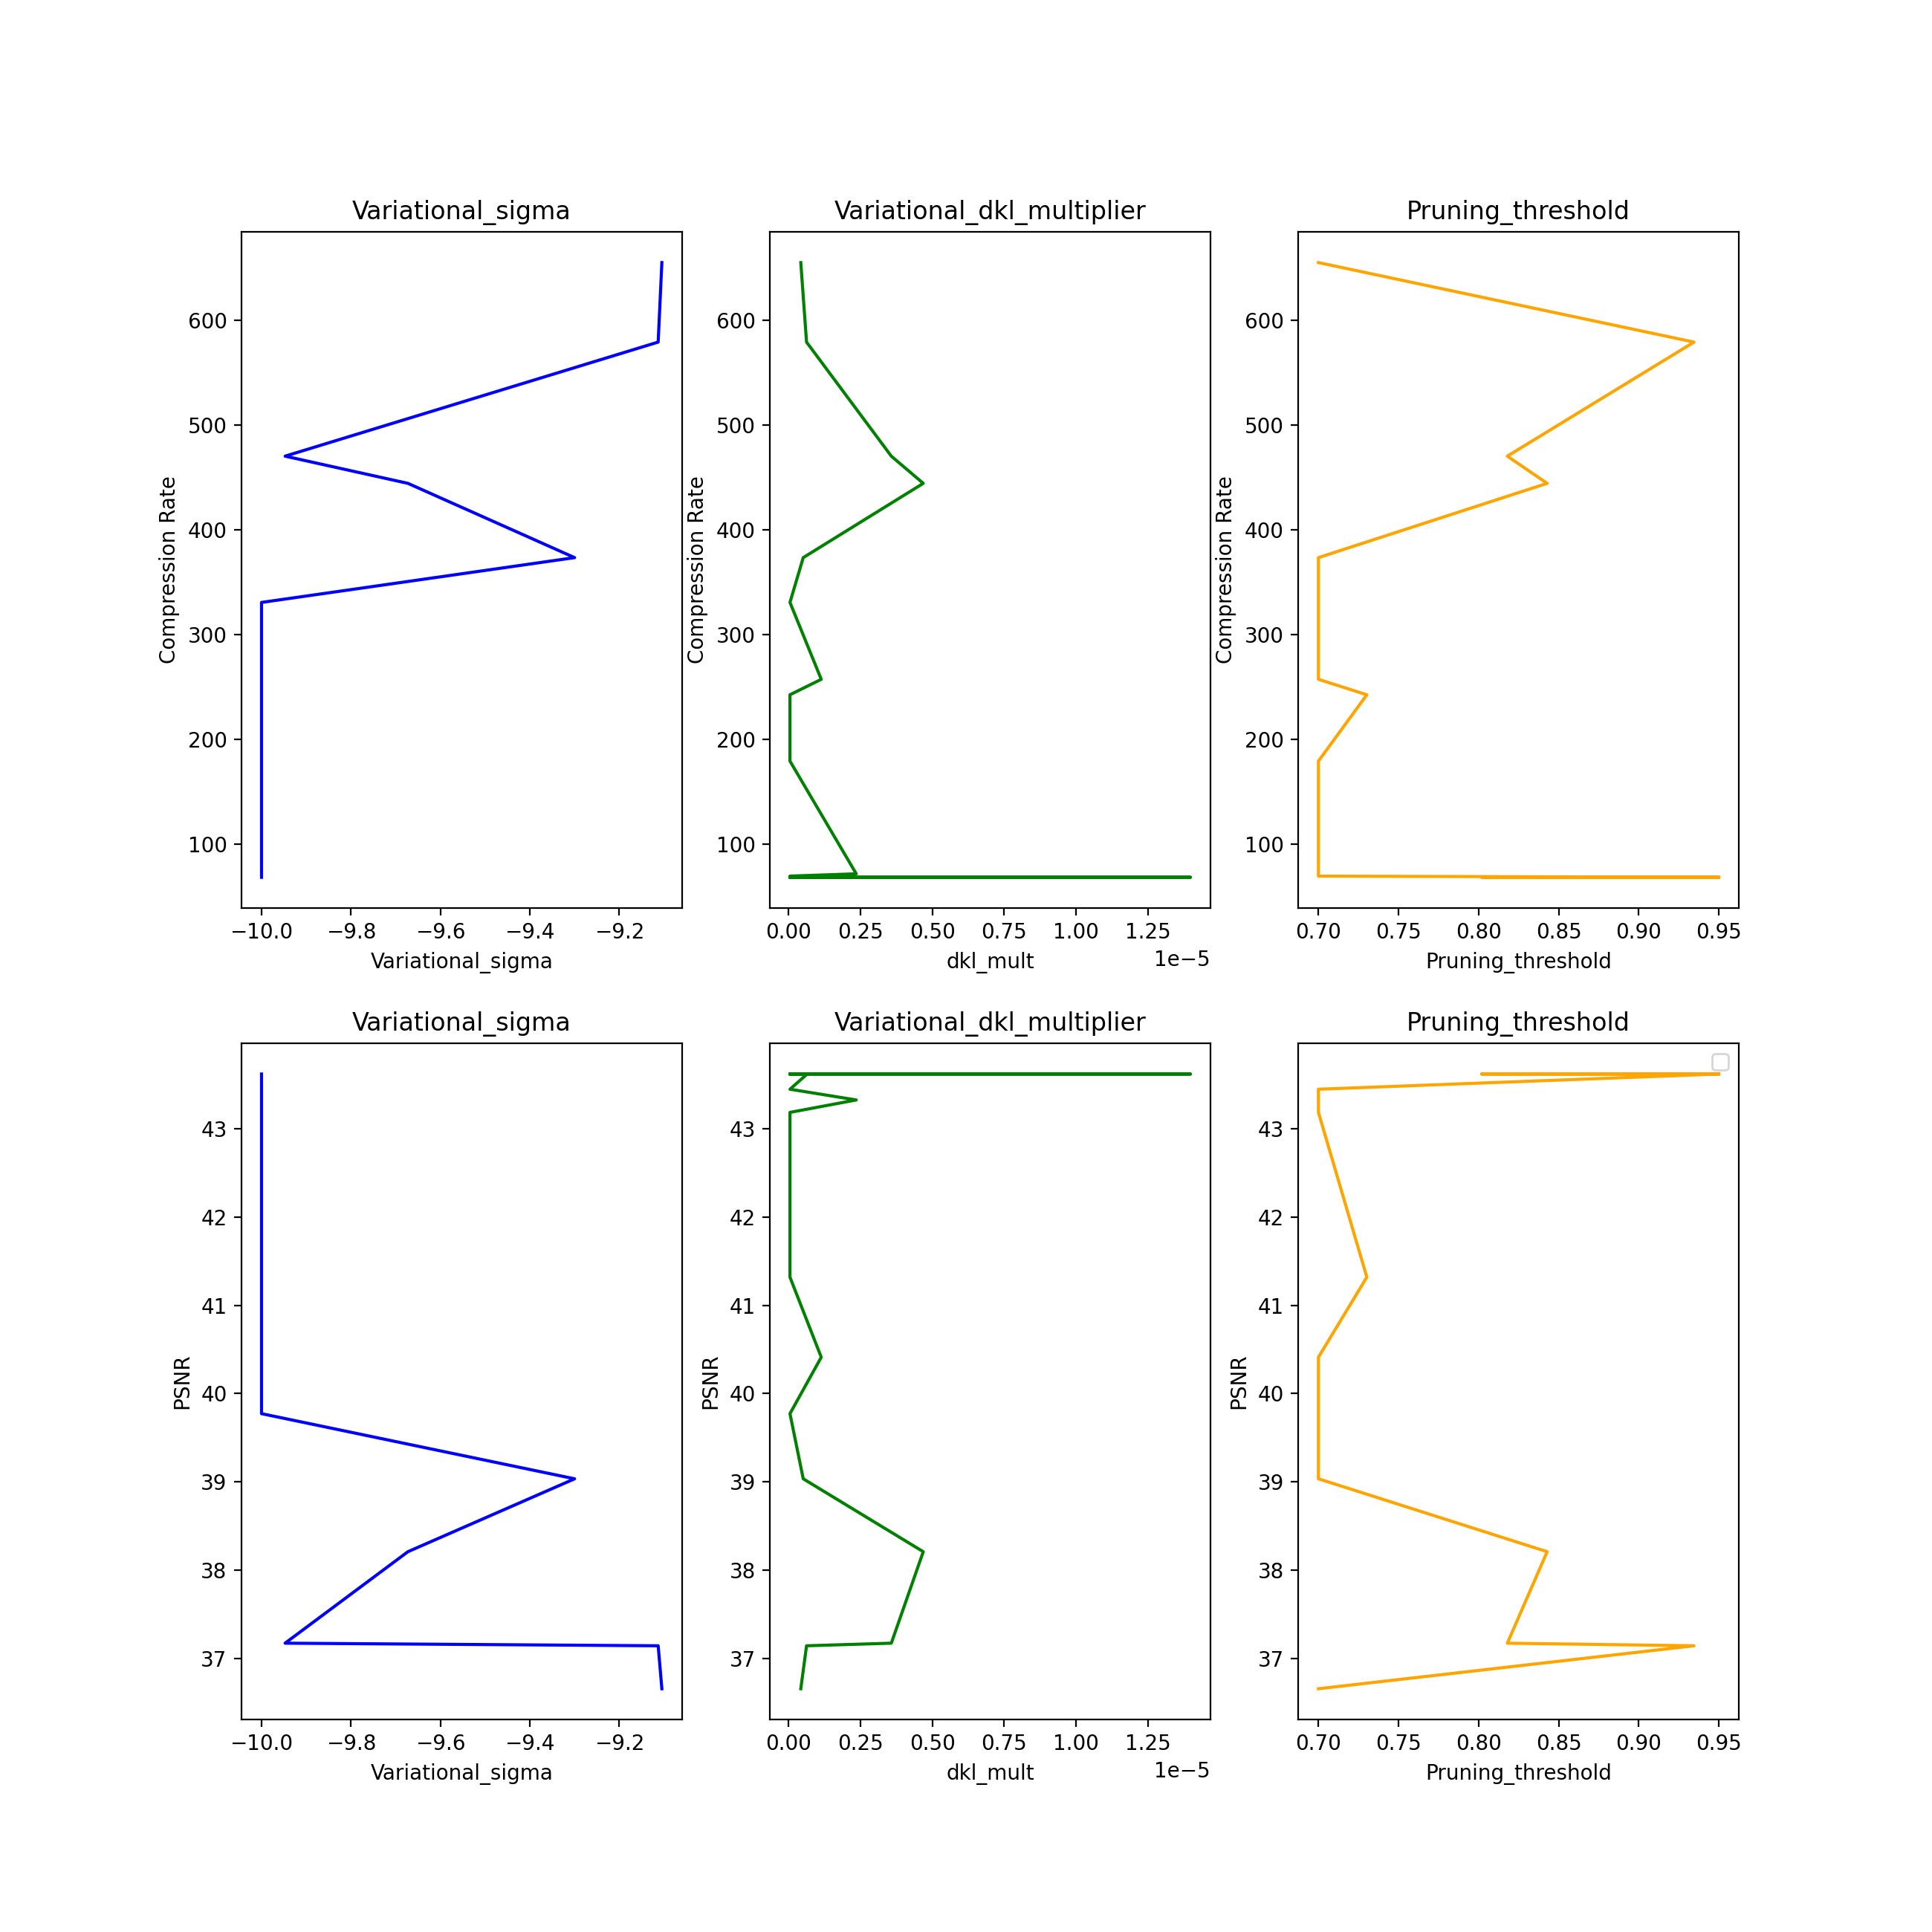 Variational_sigma
Variational_dkl_multiplier
Pruning_threshold
Compression Rate
600
500
400
300
200
100
−10.0 −9.8 −9.6 −9.4 −9.2
Variational_sigma
Compression Rate
600
500
400
300
200
100
0.00 0.25 0.50 0.75 1.00 1.25
1e−5
dkl_mult
Compression Rate
600
500
400
300
200
100
0.70 0.75 0.80 0.85 0.90 0.95
Pruning_threshold
Variational_sigma
Variational_dkl_multiplier
Pruning_threshold
PSNR
43
42
41
40
39
38
37
−10.0 −9.8 −9.6 −9.4 −9.2
Variational_sigma
PSNR
43
42
41
40
39
38
37
0.00 0.25 0.50 0.75 1.00 1.25
1e−5
dkl_mult
PSNR
43
42
41
40
39
38
37
0.70 0.75 0.80 0.85 0.90 0.95
Pruning_threshold